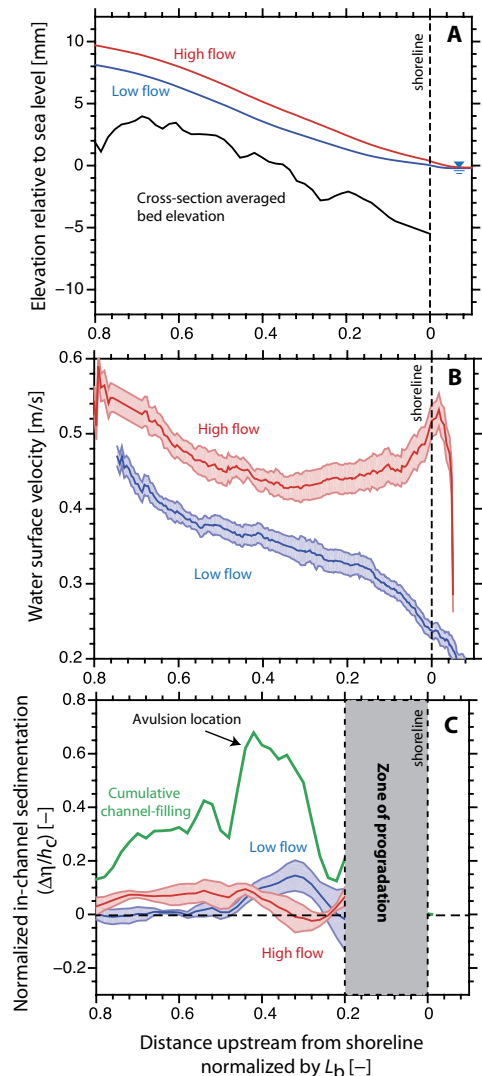 A
High flow
Low flow
shoreline
Cross-section averaged
bed elevation
Elevation relative to sea level [mm]
10
5
0
−5
−10
0.8
0.6
0.4
0.2
0
B
High flow
Low flow
shoreline
Water surface velocity [m/s]
0.6
0.5
0.4
0.3
0.2
0.8
0.6
0.4
0.2
0
C
Avulsion location
Cumulative
channel-filling
Low flow
High flow
Zone of progradation
shoreline
Normalized in-channel sedimentation
(Δη/hc) [−]
0.8
0.6
0.4
0.2
0
−0.2
0.8
0.6
0.4
0.2
0
Distance upstream from shoreline
normalized by Lb [−]